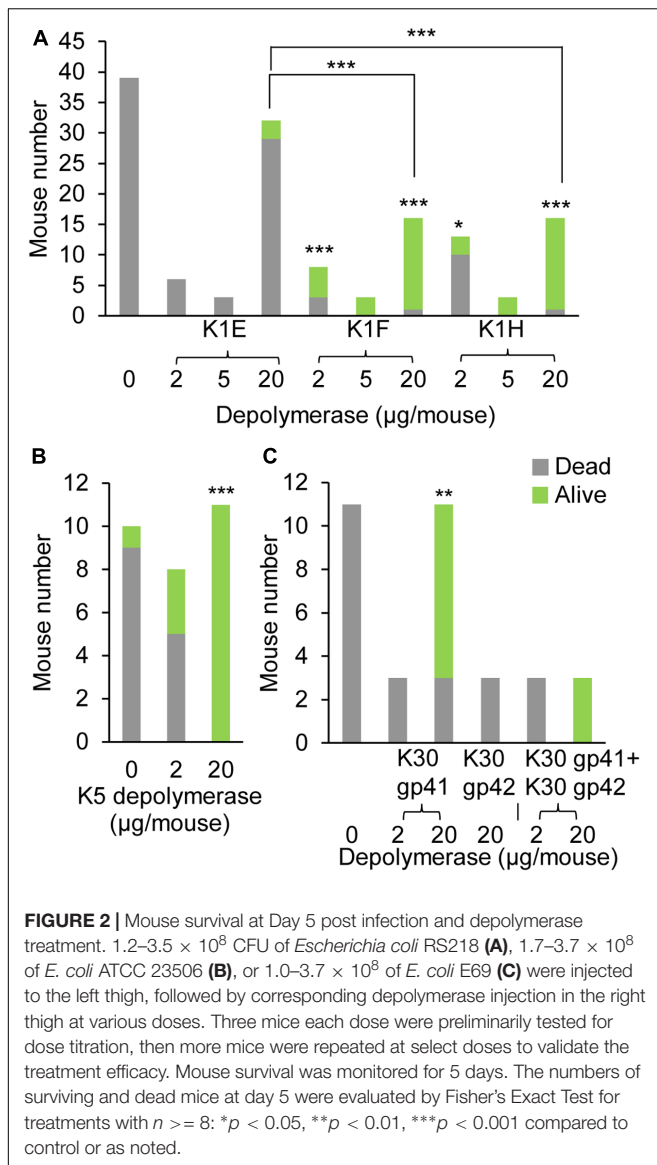 A
45
40
35
30
25
20
15
10
5
0
Mouse number
***
***
***
***
*
***
K1E K1F K1H
0 2 5 20 2 5 20 2 5 20
Depolymerase (µg/mouse)
B
12
10
8
6
4
2
0
Mouse number
***
0 2 20
K5 depolymerase
(µg/mouse)
C
Dead
Alive
12
10
8
6
4
2
0
Mouse number
**
K30 K30 K30 gp41+
gp41 gp42 K30 gp42
0 2 20 20 2 20
Depolymerase (µg/mouse)
FIGURE 2 | Mouse survival at Day 5 post infection and depolymerase
treatment. 1.2–3.5 × 10⁸ CFU of Escherichia coli RS218 (A), 1.7–3.7 × 10⁸
of E. coli ATCC 23506 (B), or 1.0–3.7 × 10⁸ of E. coli E69 (C) were injected
to the left thigh, followed by corresponding depolymerase injection in the right
thigh at various doses. Three mice each dose were preliminarily tested for
dose titration, then more mice were repeated at select doses to validate the
treatment efficacy. Mouse survival was monitored for 5 days. The numbers of
surviving and dead mice at day 5 were evaluated by Fisher's Exact Test for
treatments with n >= 8: *p < 0.05, **p < 0.01, ***p < 0.001 compared to
control or as noted.